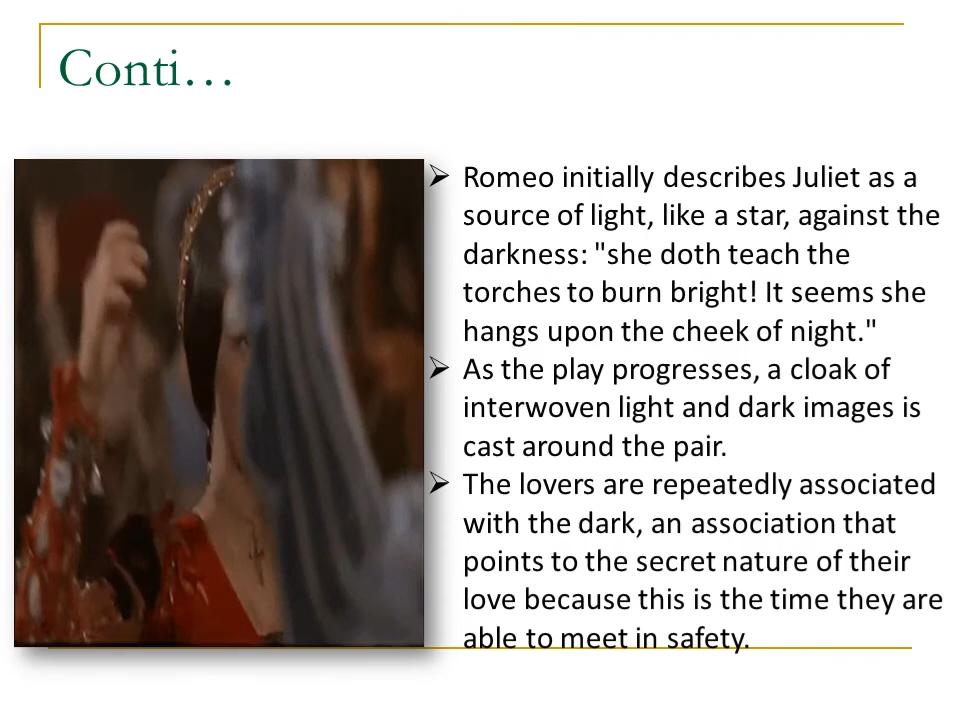 Conti…
➢ Romeo initially describes Juliet as a
source of light, like a star, against the
darkness: "she doth teach the
torches to burn bright! It seems she
hangs upon the cheek of night."
➢ As the play progresses, a cloak of
interwoven light and dark images is
cast around the pair.
➢ The lovers are repeatedly associated
with the dark, an association that
points to the secret nature of their
love because this is the time they are
able to meet in safety.